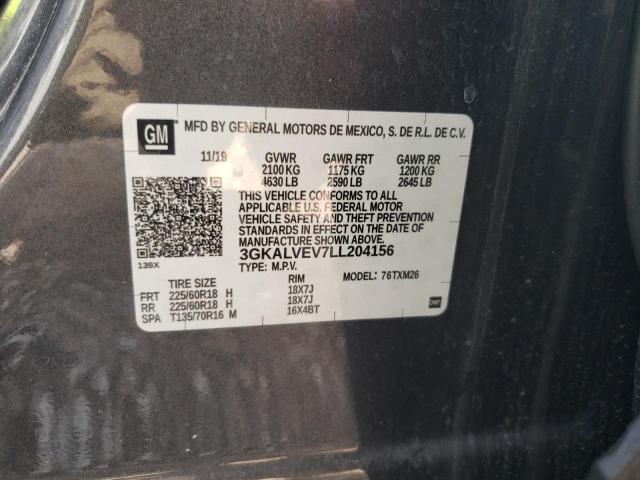 GM MFD BY GENERAL MOTORS DE MEXICO, S. DE R.L. DE C.V.
11/19 GVWR GAWR FRT GAWR RR
2100 KG 1175 KG 1200 KG
4630 LB 2590 LB 2645 LB
THIS VEHICLE CONFORMS TO ALL
APPLICABLE U.S. FEDERAL MOTOR
VEHICLE SAFETY AND THEFT PREVENTION
STANDARDS IN EFFECT ON THE DATE OF
MANUFACTURE SHOWN ABOVE.
3GKALVEV7LL204156
139X TYPE: M.P.V. MODEL: 76TXM26
TIRE SIZE RIM
FRT 225/60R18 H 18X7J
RR 225/60R18 H 18X7J
SPA T135/70R16 M 16X4BT